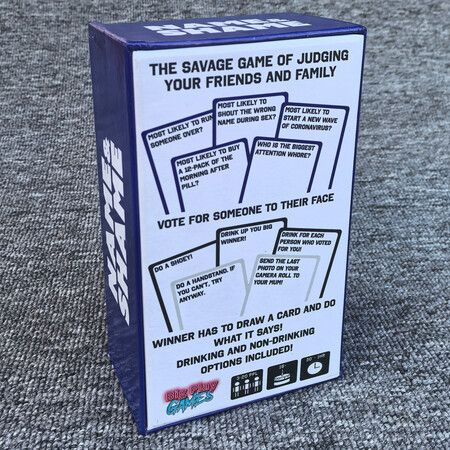 NAME &
SHAME
NAME &
SHAME
THE SAVAGE GAME OF JUDGING
YOUR FRIENDS AND FAMILY
MOST LIKELY TO RUN
SOMEONE OVER?
MOST LIKELY TO
SHOUT THE WRONG
NAME DURING SEX?
MOST LIKELY TO
START A NEW WAVE
OF CORONAVIRUS?
MOST LIKELY TO BUY
A 12-PACK OF THE
MORNING AFTER
PILL?
WHO IS THE BIGGEST
ATTENTION WHORE?
VOTE FOR SOMEONE TO THEIR FACE
DO A SHOEY!
DRINK UP YOU BIG
WINNER!
DRINK FOR EACH
PERSON WHO VOTED
FOR YOU!
DO A HANDSTAND. IF
YOU CAN'T, TRY
ANYWAY.
SEND THE LAST
PHOTO ON YOUR
CAMERA ROLL TO
YOUR MUM!
WINNER HAS TO DRAW A CARD AND DO
WHAT IT SAYS!
DRINKING AND NON-DRINKING
OPTIONS INCLUDED!
Big Play
GAMES